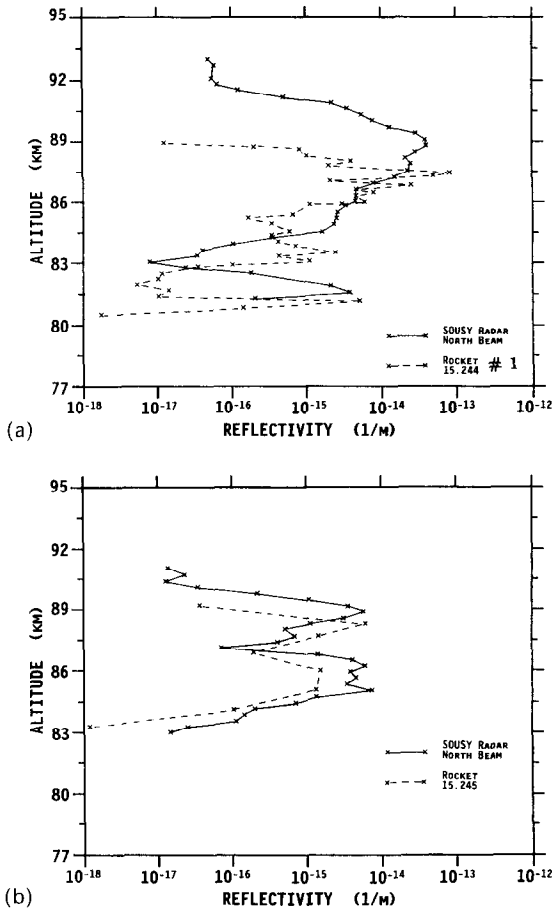 95
92
89
86
83
80
77
ALTITUDE (KM)
SOUSY RADAR
NORTH BEAM
ROCKET
15.244 # 1
10-18 10-17 10-16 10-15 10-14 10-13 10-12
REFLECTIVITY (1/M)
(a)
95
92
89
86
83
80
77
ALTITUDE (KM)
SOUSY RADAR
NORTH BEAM
ROCKET
15.245
10-18 10-17 10-16 10-15 10-14 10-13 10-12
REFLECTIVITY (1/M)
(b)